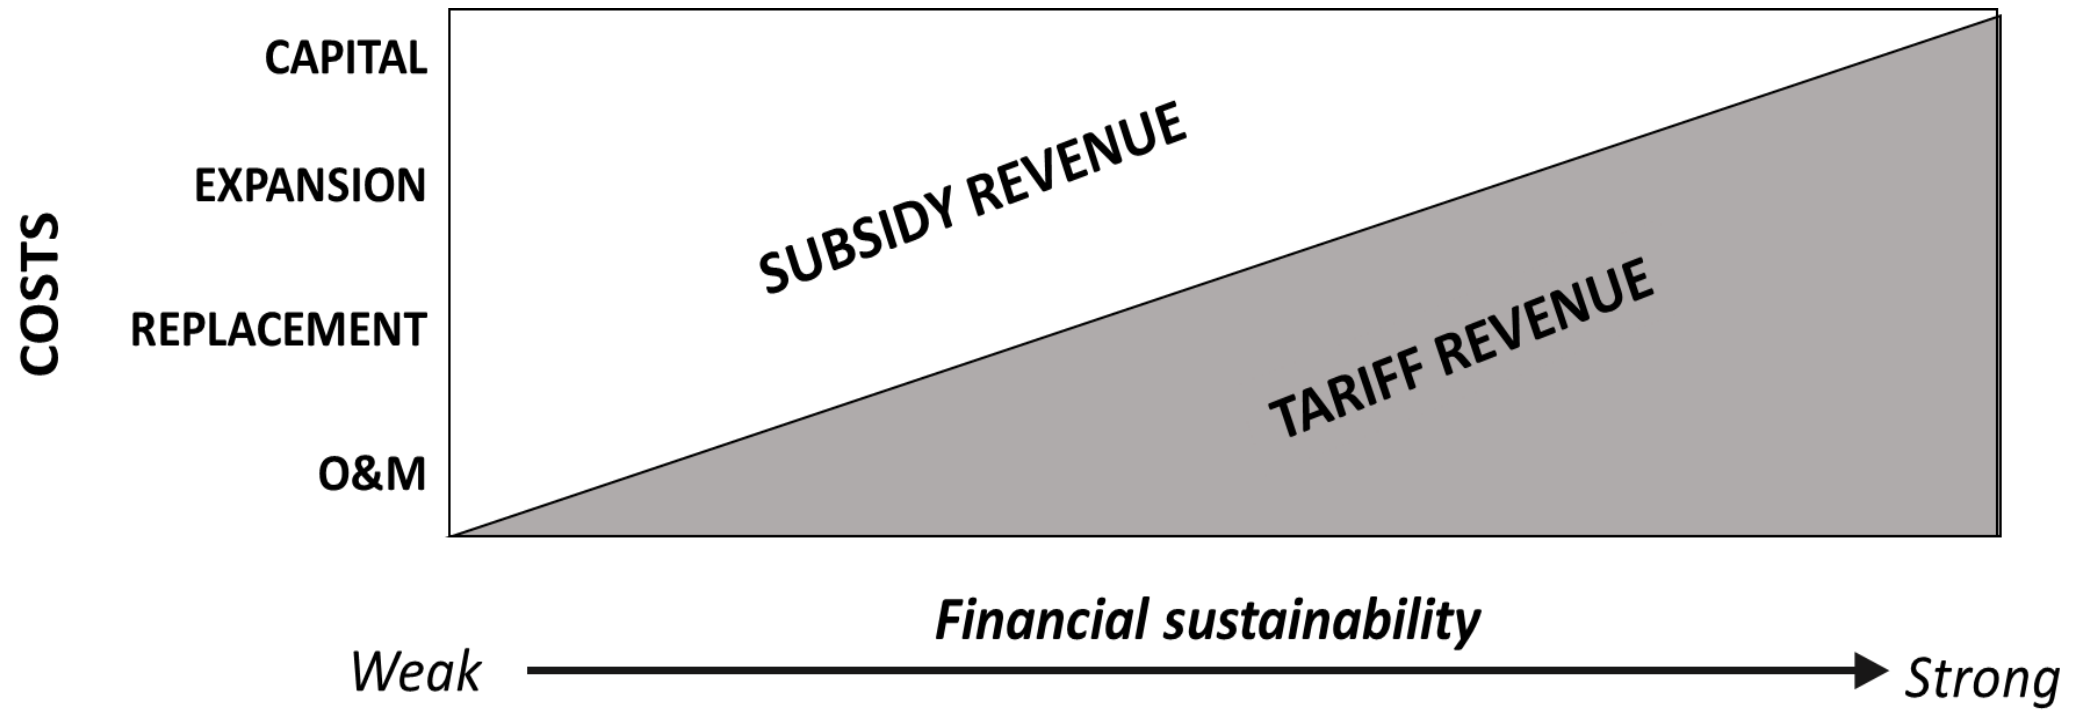 COSTS
CAPITAL
EXPANSION
REPLACEMENT
O&M
SUBSIDY REVENUE
TARIFF REVENUE
Financial sustainability
Weak
Strong